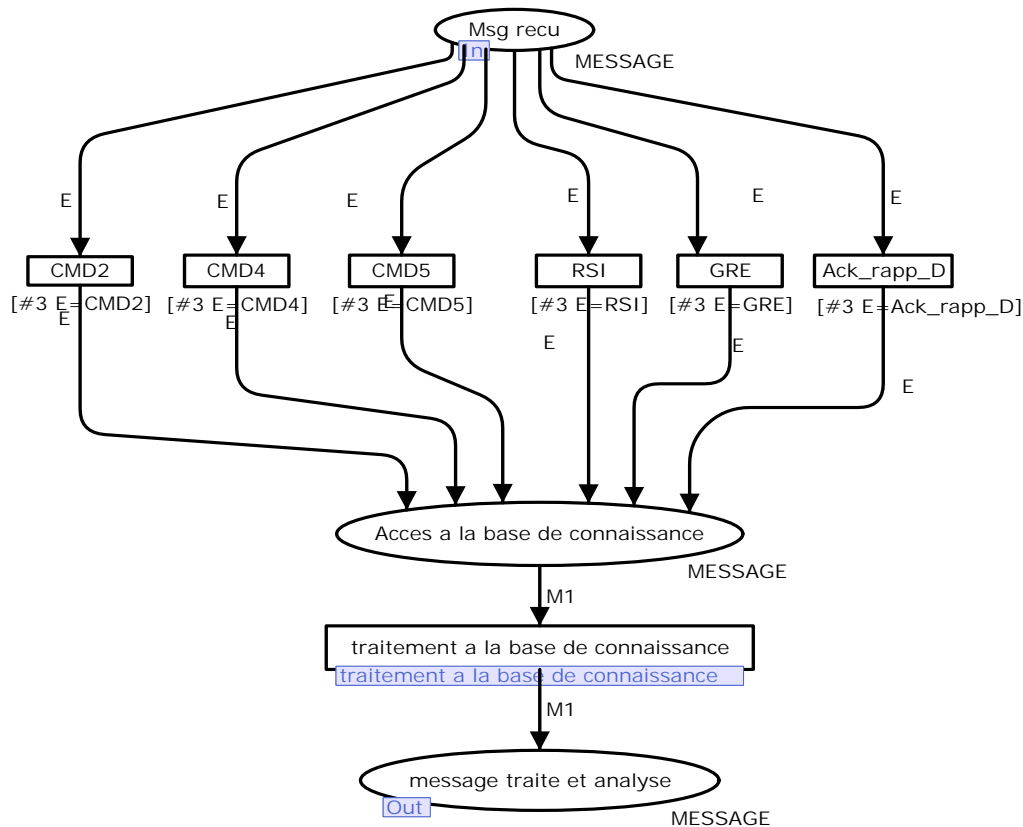 Msg recu
In
MESSAGE
E
E
E
E
E
E
CMD2
CMD4
CMD5
RSI
GRE
Ack_rapp_D
[#3 E=CMD2]
[#3 E=CMD4]
[#3 E=CMD5]
[#3 E=RSI]
[#3 E=GRE]
[#3 E=Ack_rapp_D]
E
E
E
E
E
E
Acces a la base de connaissance
MESSAGE
M1
traitement a la base de connaissance
traitement a la base de connaissance
M1
message traite et analyse
Out
MESSAGE